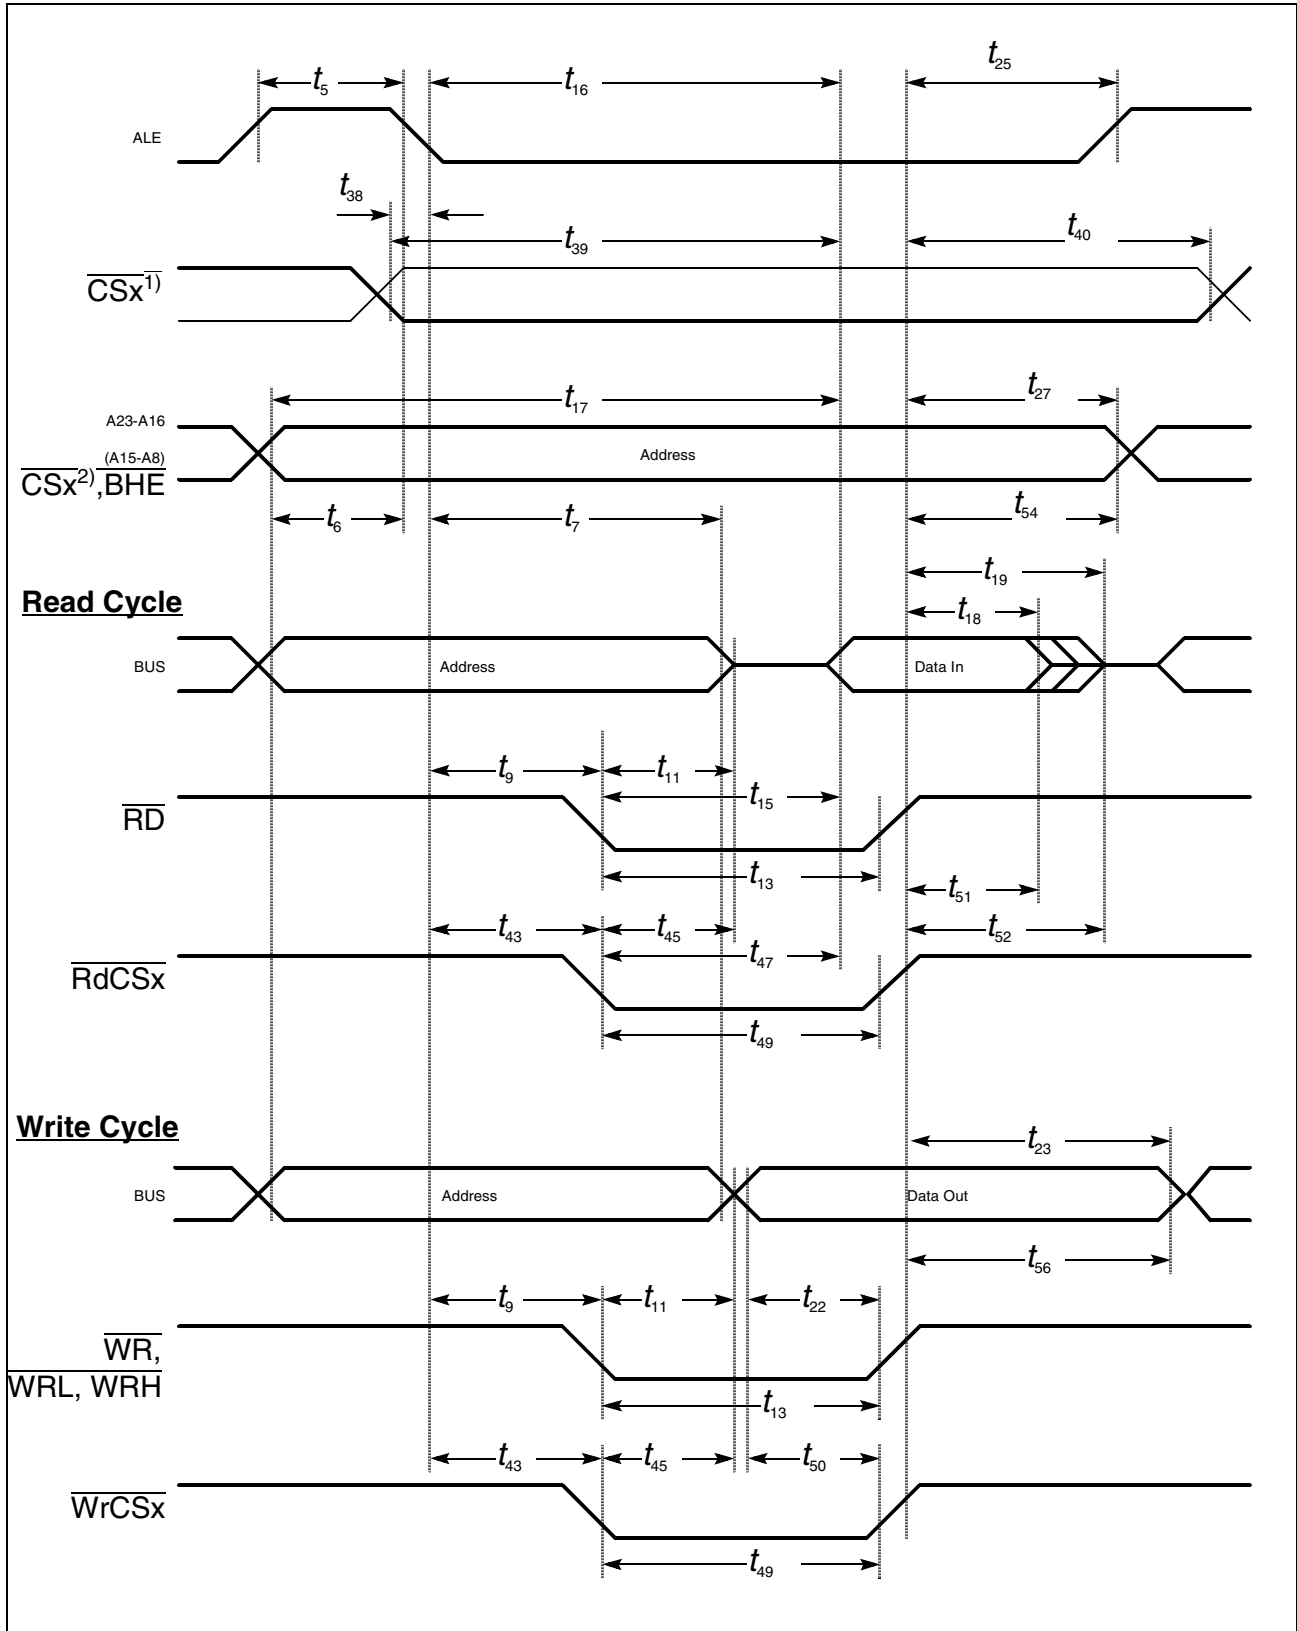 t5 t16 t25
ALE
t38
t39 t40
CSx1)
t17 t27
A23-A16
(A15-A8)
Address
CSx2),BHE
t6 t7 t54
t19
Read Cycle
t18
BUS Address Data In
t9 t11
t15
RD
t13
t51
t43 t45 t52
t47
RdCSx
t49
Write Cycle
t23
BUS Address Data Out
t56
t9 t11 t22
WR,
WRL, WRH
t13
t43 t45 t50
WrCSx
t49